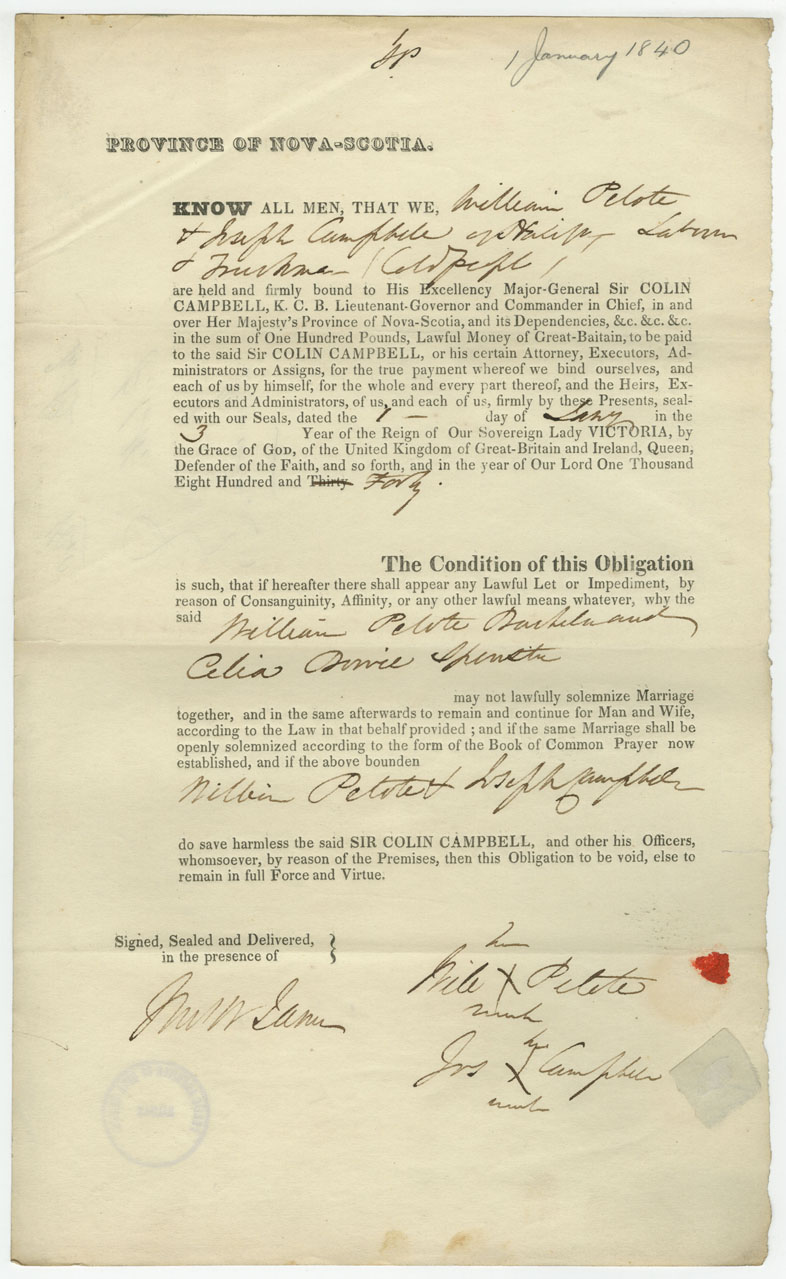 1 January 1840
PROVINCE OF NOVA-SCOTIA.
KNOW ALL MEN, THAT WE, William Pelote
& Joseph Campbell of Halifax Labourer
& Truckman (Cold people)
are held and firmly bound to His Excellency Major-General Sir COLIN
CAMPBELL, K. C. B. Lieutenant-Governor and Commander in Chief, in and
over Her Majesty's Province of Nova-Scotia, and its Dependencies, &c. &c. &c.
in the sum of One Hundred Pounds, Lawful Money of Great-Baitain, to be paid
to the said Sir COLIN CAMPBELL, or his certain Attorney, Executors, Ad-
ministrators or Assigns, for the true payment whereof we bind ourselves, and
each of us by himself, for the whole and every part thereof, and the Heirs, Ex-
ecutors and Administrators, of us, and each of us, firmly by these Presents, seal-
ed with our Seals, dated the 1 — day of Jany in the
3 Year of the Reign of Our Sovereign Lady VICTORIA, by
the Grace of GOD, of the United Kingdom of Great-Britain and Ireland, Queen,
Defender of the Faith, and so forth, and in the year of Our Lord One Thousand
Eight Hundred and Thirty Forty.
The Condition of this Obligation
is such, that if hereafter there shall appear any Lawful Let or Impediment, by
reason of Consanguinity, Affinity, or any other lawful means whatever, why the
said William Pelote Bachelor and
Celia Bowie Spinster
may not lawfully solemnize Marriage
together, and in the same afterwards to remain and continue for Man and Wife,
according to the Law in that behalf provided ; and if the same Marriage shall be
openly solemnized according to the form of the Book of Common Prayer now
established, and if the above bounden
William Pelote & Joseph Campbell
do save harmless the said SIR COLIN CAMPBELL, and other his Officers,
whomsoever, by reason of the Premises, then this Obligation to be void, else to
remain in full Force and Virtue.
Signed, Sealed and Delivered,
in the presence of
his
Will X Pelote
mark
his
Jos X Campbell
mark